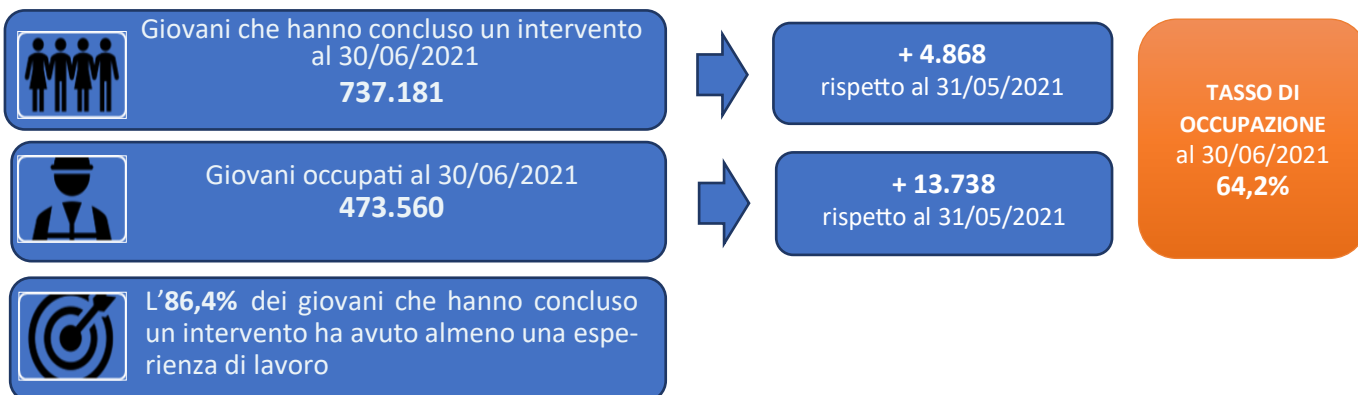 Giovani che hanno concluso un intervento
al 30/06/2021
737.181
+ 4.868
rispetto al 31/05/2021
Giovani occupati al 30/06/2021
473.560
+ 13.738
rispetto al 31/05/2021
TASSO DI
OCCUPAZIONE
al 30/06/2021
64,2%
L'86,4% dei giovani che hanno concluso
un intervento ha avuto almeno una espe-
rienza di lavoro